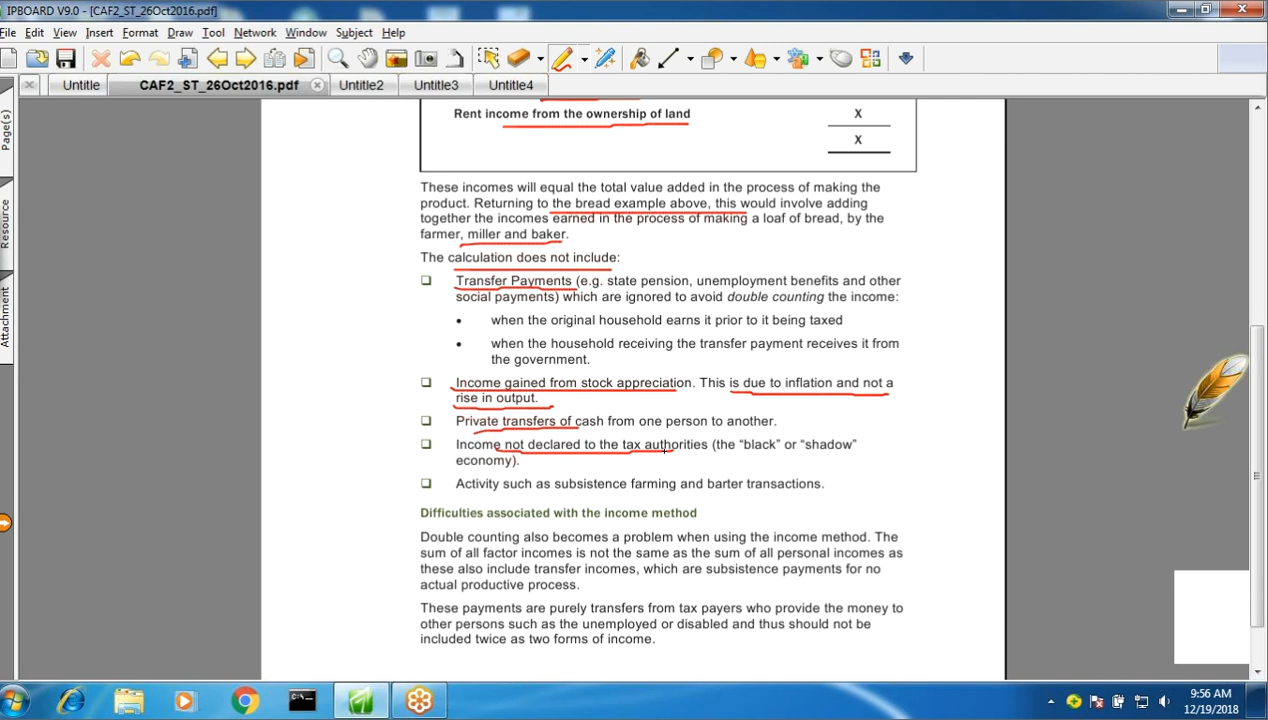 IPBOARD V9.0 - [CAF2_ST_26Oct2016.pdf]
File Edit View Insert Format Draw Tool Network Window Subject Help
Untitle CAF2_ST_26Oct2016.pdf Untitle2 Untitle3 Untitle4
Page(s)
Resource
Attachment
Rent income from the ownership of land X
X
These incomes will equal the total value added in the process of making the
product. Returning to the bread example above, this would involve adding
together the incomes earned in the process of making a loaf of bread, by the
farmer, miller and baker.
The calculation does not include:
❑ Transfer Payments (e.g. state pension, unemployment benefits and other
social payments) which are ignored to avoid double counting the income:
• when the original household earns it prior to it being taxed
• when the household receiving the transfer payment receives it from
the government.
❑ Income gained from stock appreciation. This is due to inflation and not a
rise in output.
❑ Private transfers of cash from one person to another.
❑ Income not declared to the tax authorities (the “black” or “shadow”
economy).
❑ Activity such as subsistence farming and barter transactions.
Difficulties associated with the income method
Double counting also becomes a problem when using the income method. The
sum of all factor incomes is not the same as the sum of all personal incomes as
these also include transfer incomes, which are subsistence payments for no
actual productive process.
These payments are purely transfers from tax payers who provide the money to
other persons such as the unemployed or disabled and thus should not be
included twice as two forms of income.
9:56 AM
12/19/2018